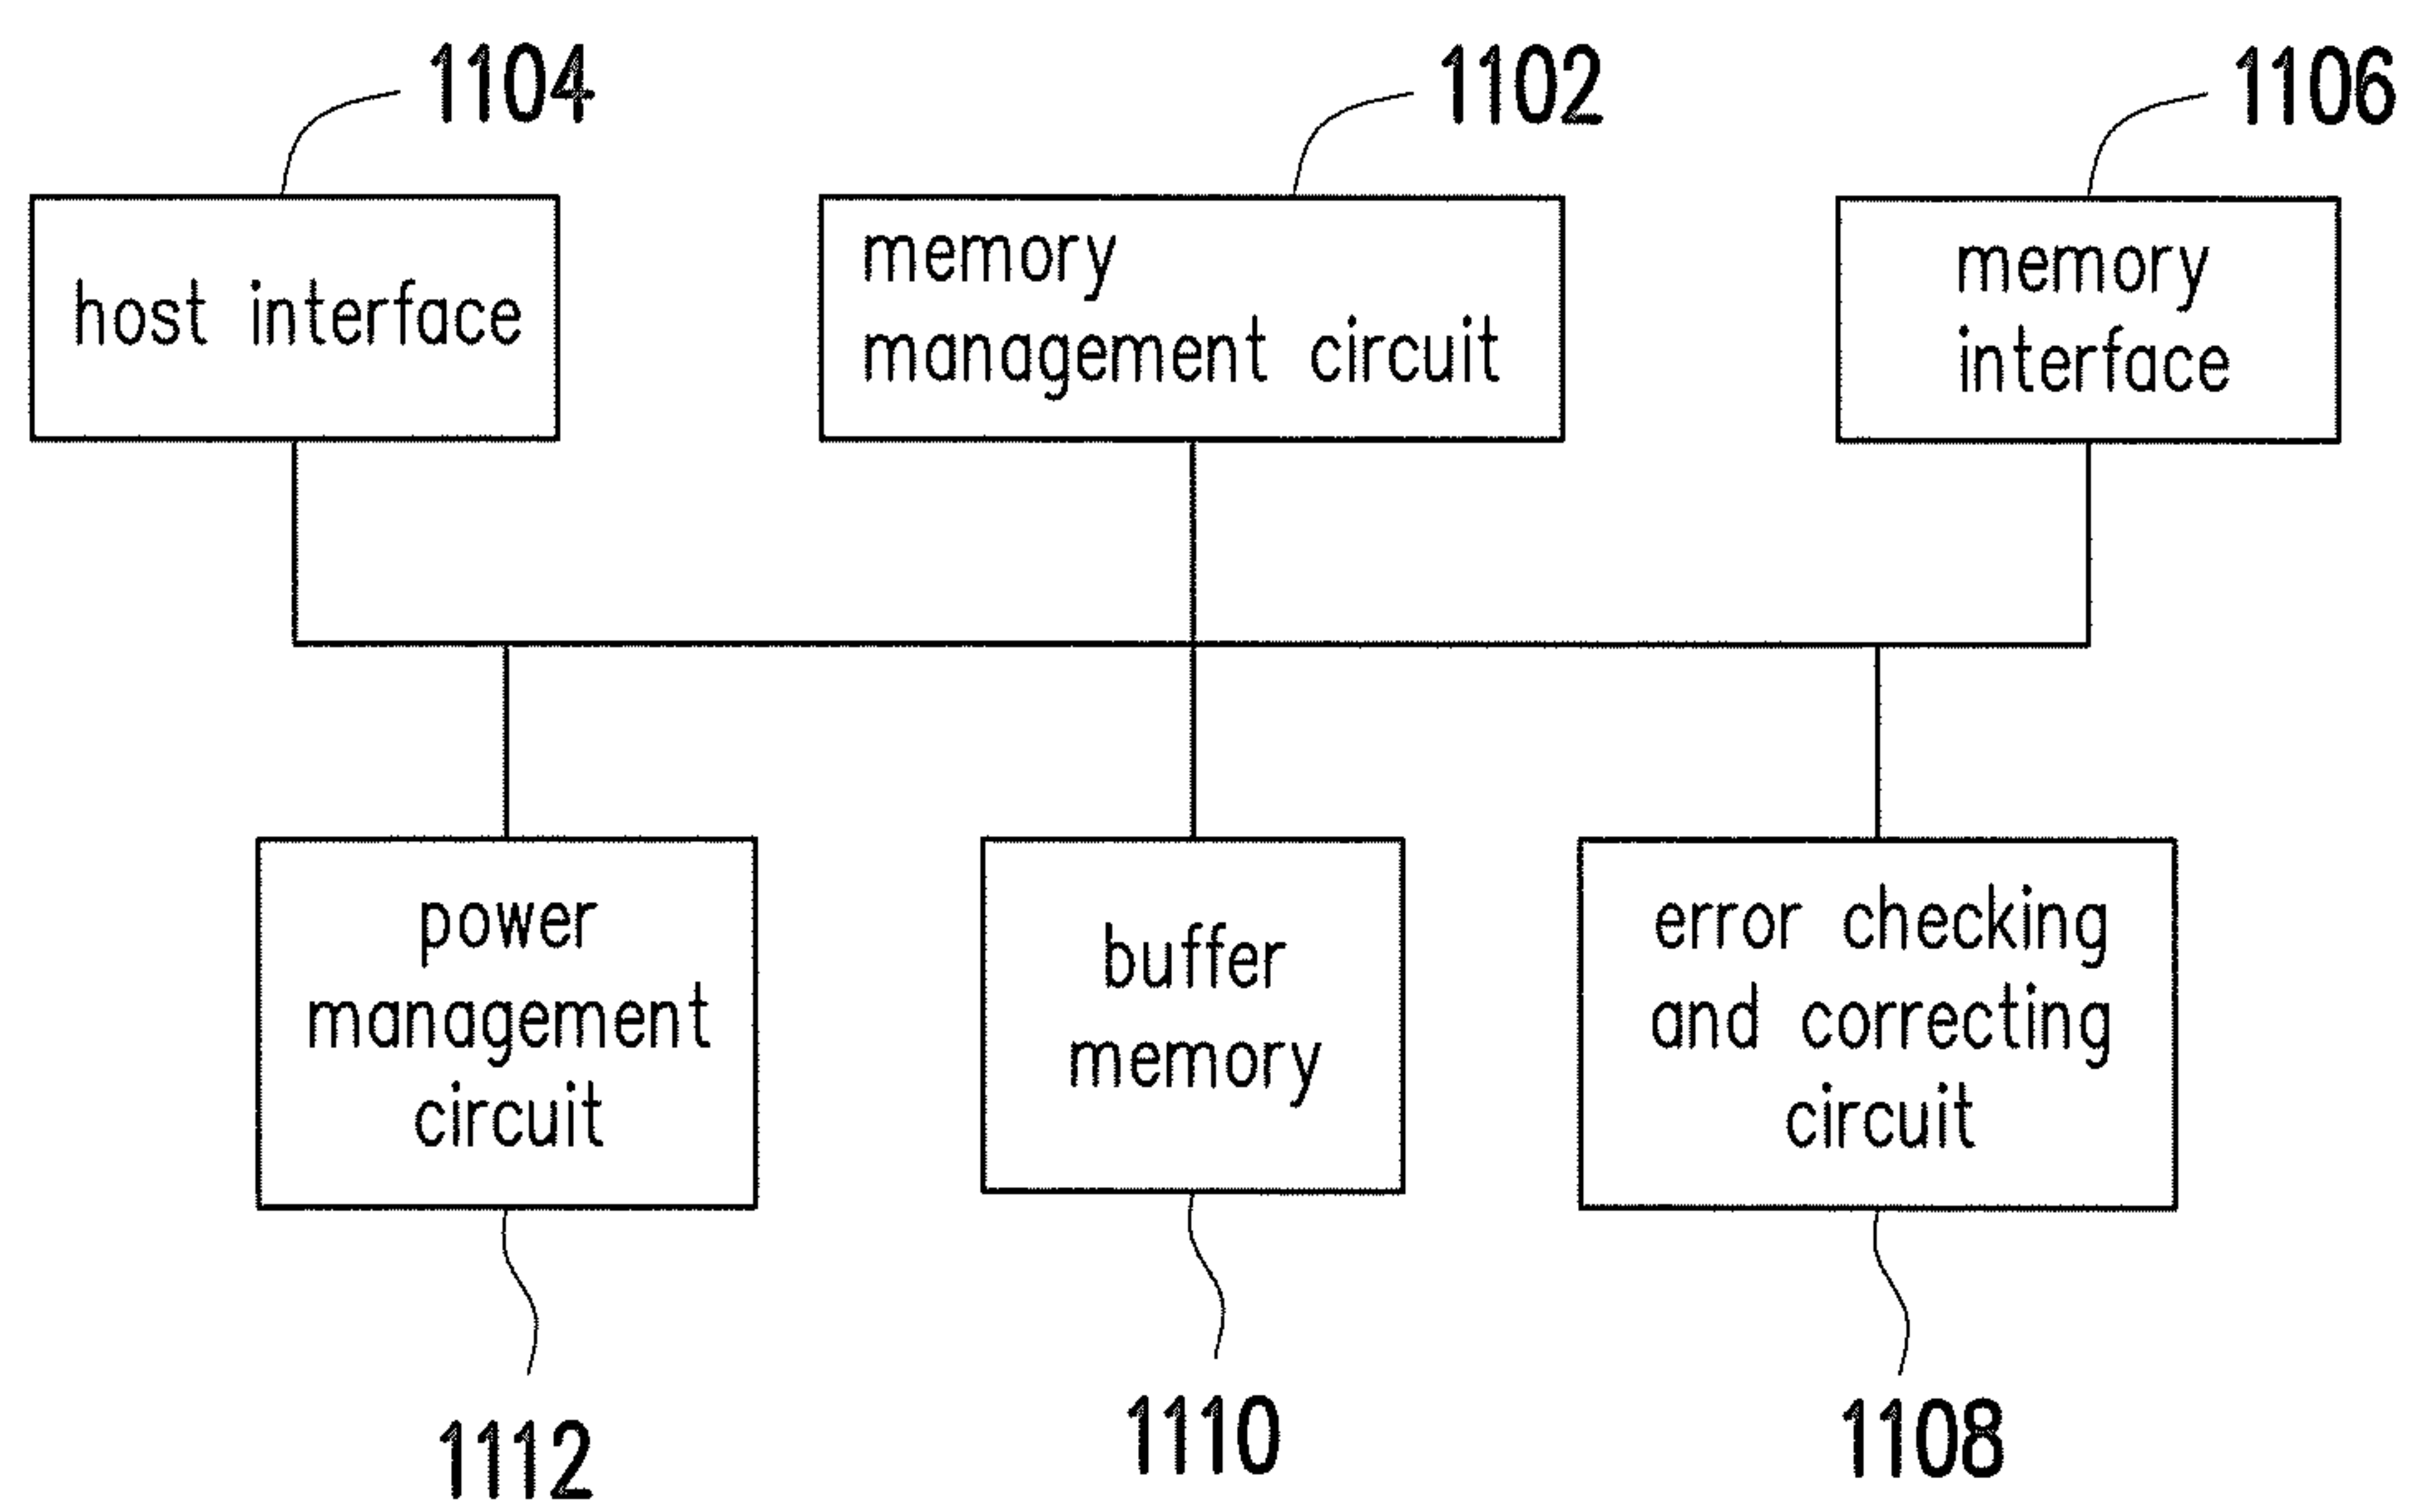 1104
1102
1106
host interface
memory
management circuit
memory
interface
power
management
circuit
buffer
memory
error checking
and correcting
circuit
1112
1110
1108